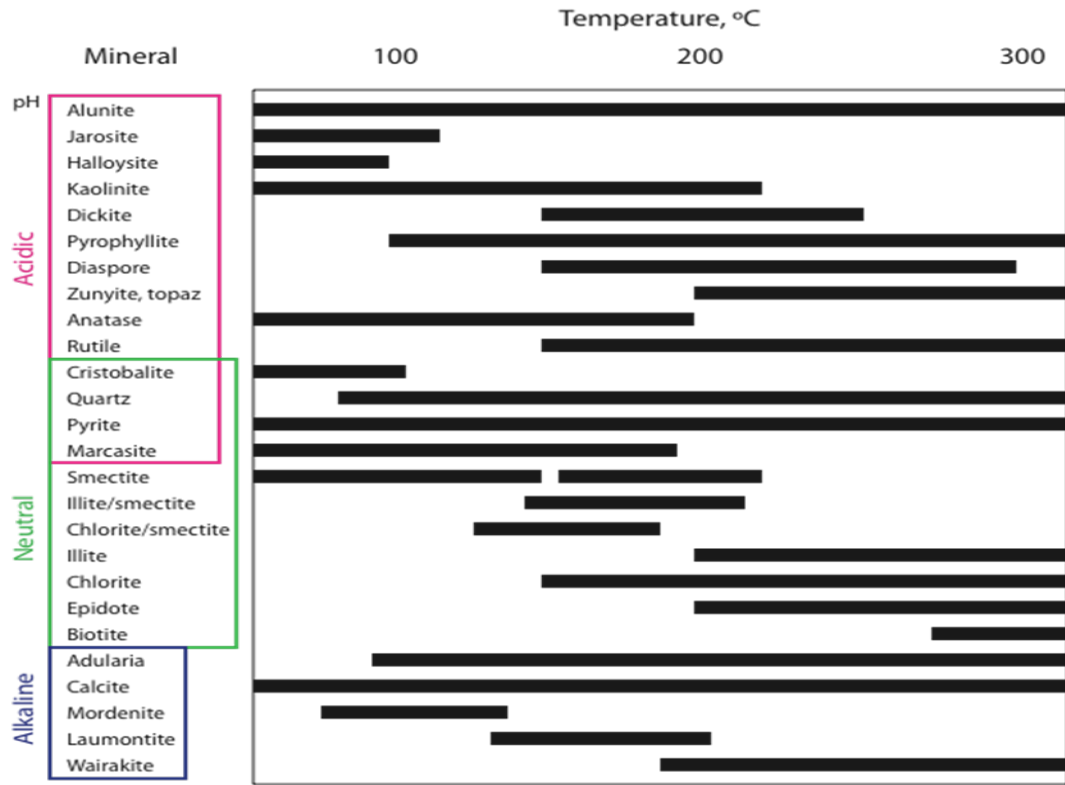 Temperature, ºC
Mineral 100 200 300
pH
Alunite
Jarosite
Halloysite
Kaolinite
Dickite
Pyrophyllite
Acidic
Diaspore
Zunyite, topaz
Anatase
Rutile
Cristobalite
Quartz
Pyrite
Marcasite
Smectite
Illite/smectite
Neutral
Chlorite/smectite
Illite
Chlorite
Epidote
Biotite
Adularia
Calcite
Alkaline
Mordenite
Laumontite
Wairakite